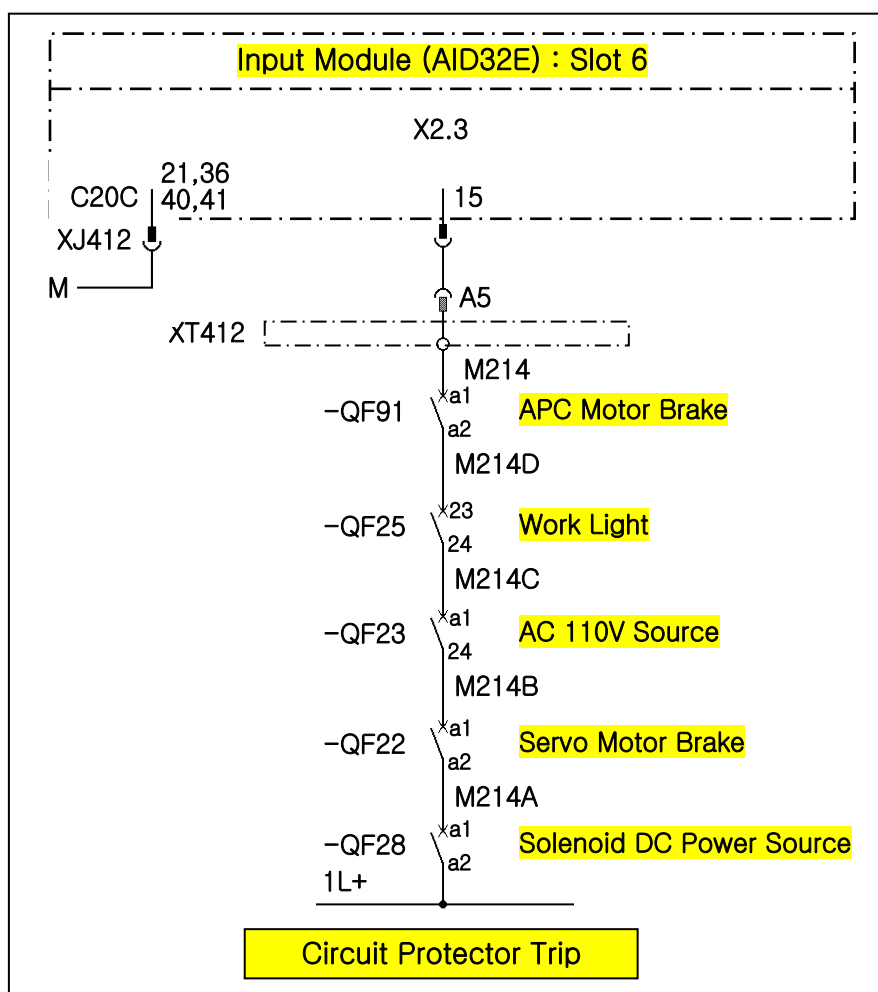 Input Module (AID32E) : Slot 6
X2.3
21,36
C20C 40,41
15
XJ412
M
A5
XT412
M214
-QF91 a1 APC Motor Brake
a2
M214D
-QF25 23 Work Light
24
M214C
-QF23 a1 AC 110V Source
24
M214B
-QF22 a1 Servo Motor Brake
a2
M214A
-QF28 a1 Solenoid DC Power Source
a2
1L+
Circuit Protector Trip